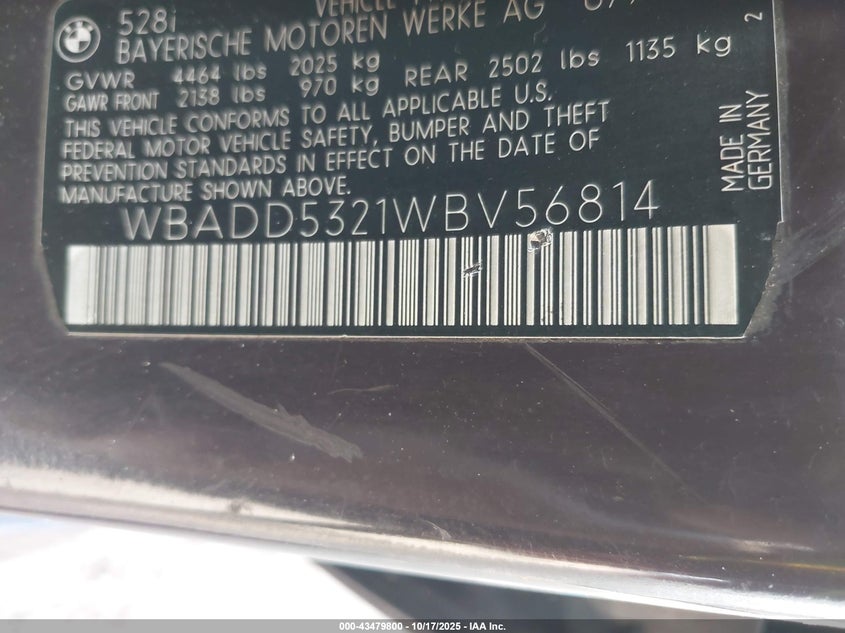 528i
BAYERISCHE MOTOREN WERKE AG
GVWR 4464 lbs 2025 kg
GAWR FRONT 2138 lbs 970 kg REAR 2502 lbs 1135 kg
THIS VEHICLE CONFORMS TO ALL APPLICABLE U.S.
FEDERAL MOTOR VEHICLE SAFETY, BUMPER AND THEFT
PREVENTION STANDARDS IN EFFECT ON THE DATE OF
MANUFACTURE SHOWN ABOVE.
WBADD5321WBV56814
MADE IN
GERMANY
2
000-43479800 - 10/17/2025 - IAA Inc.